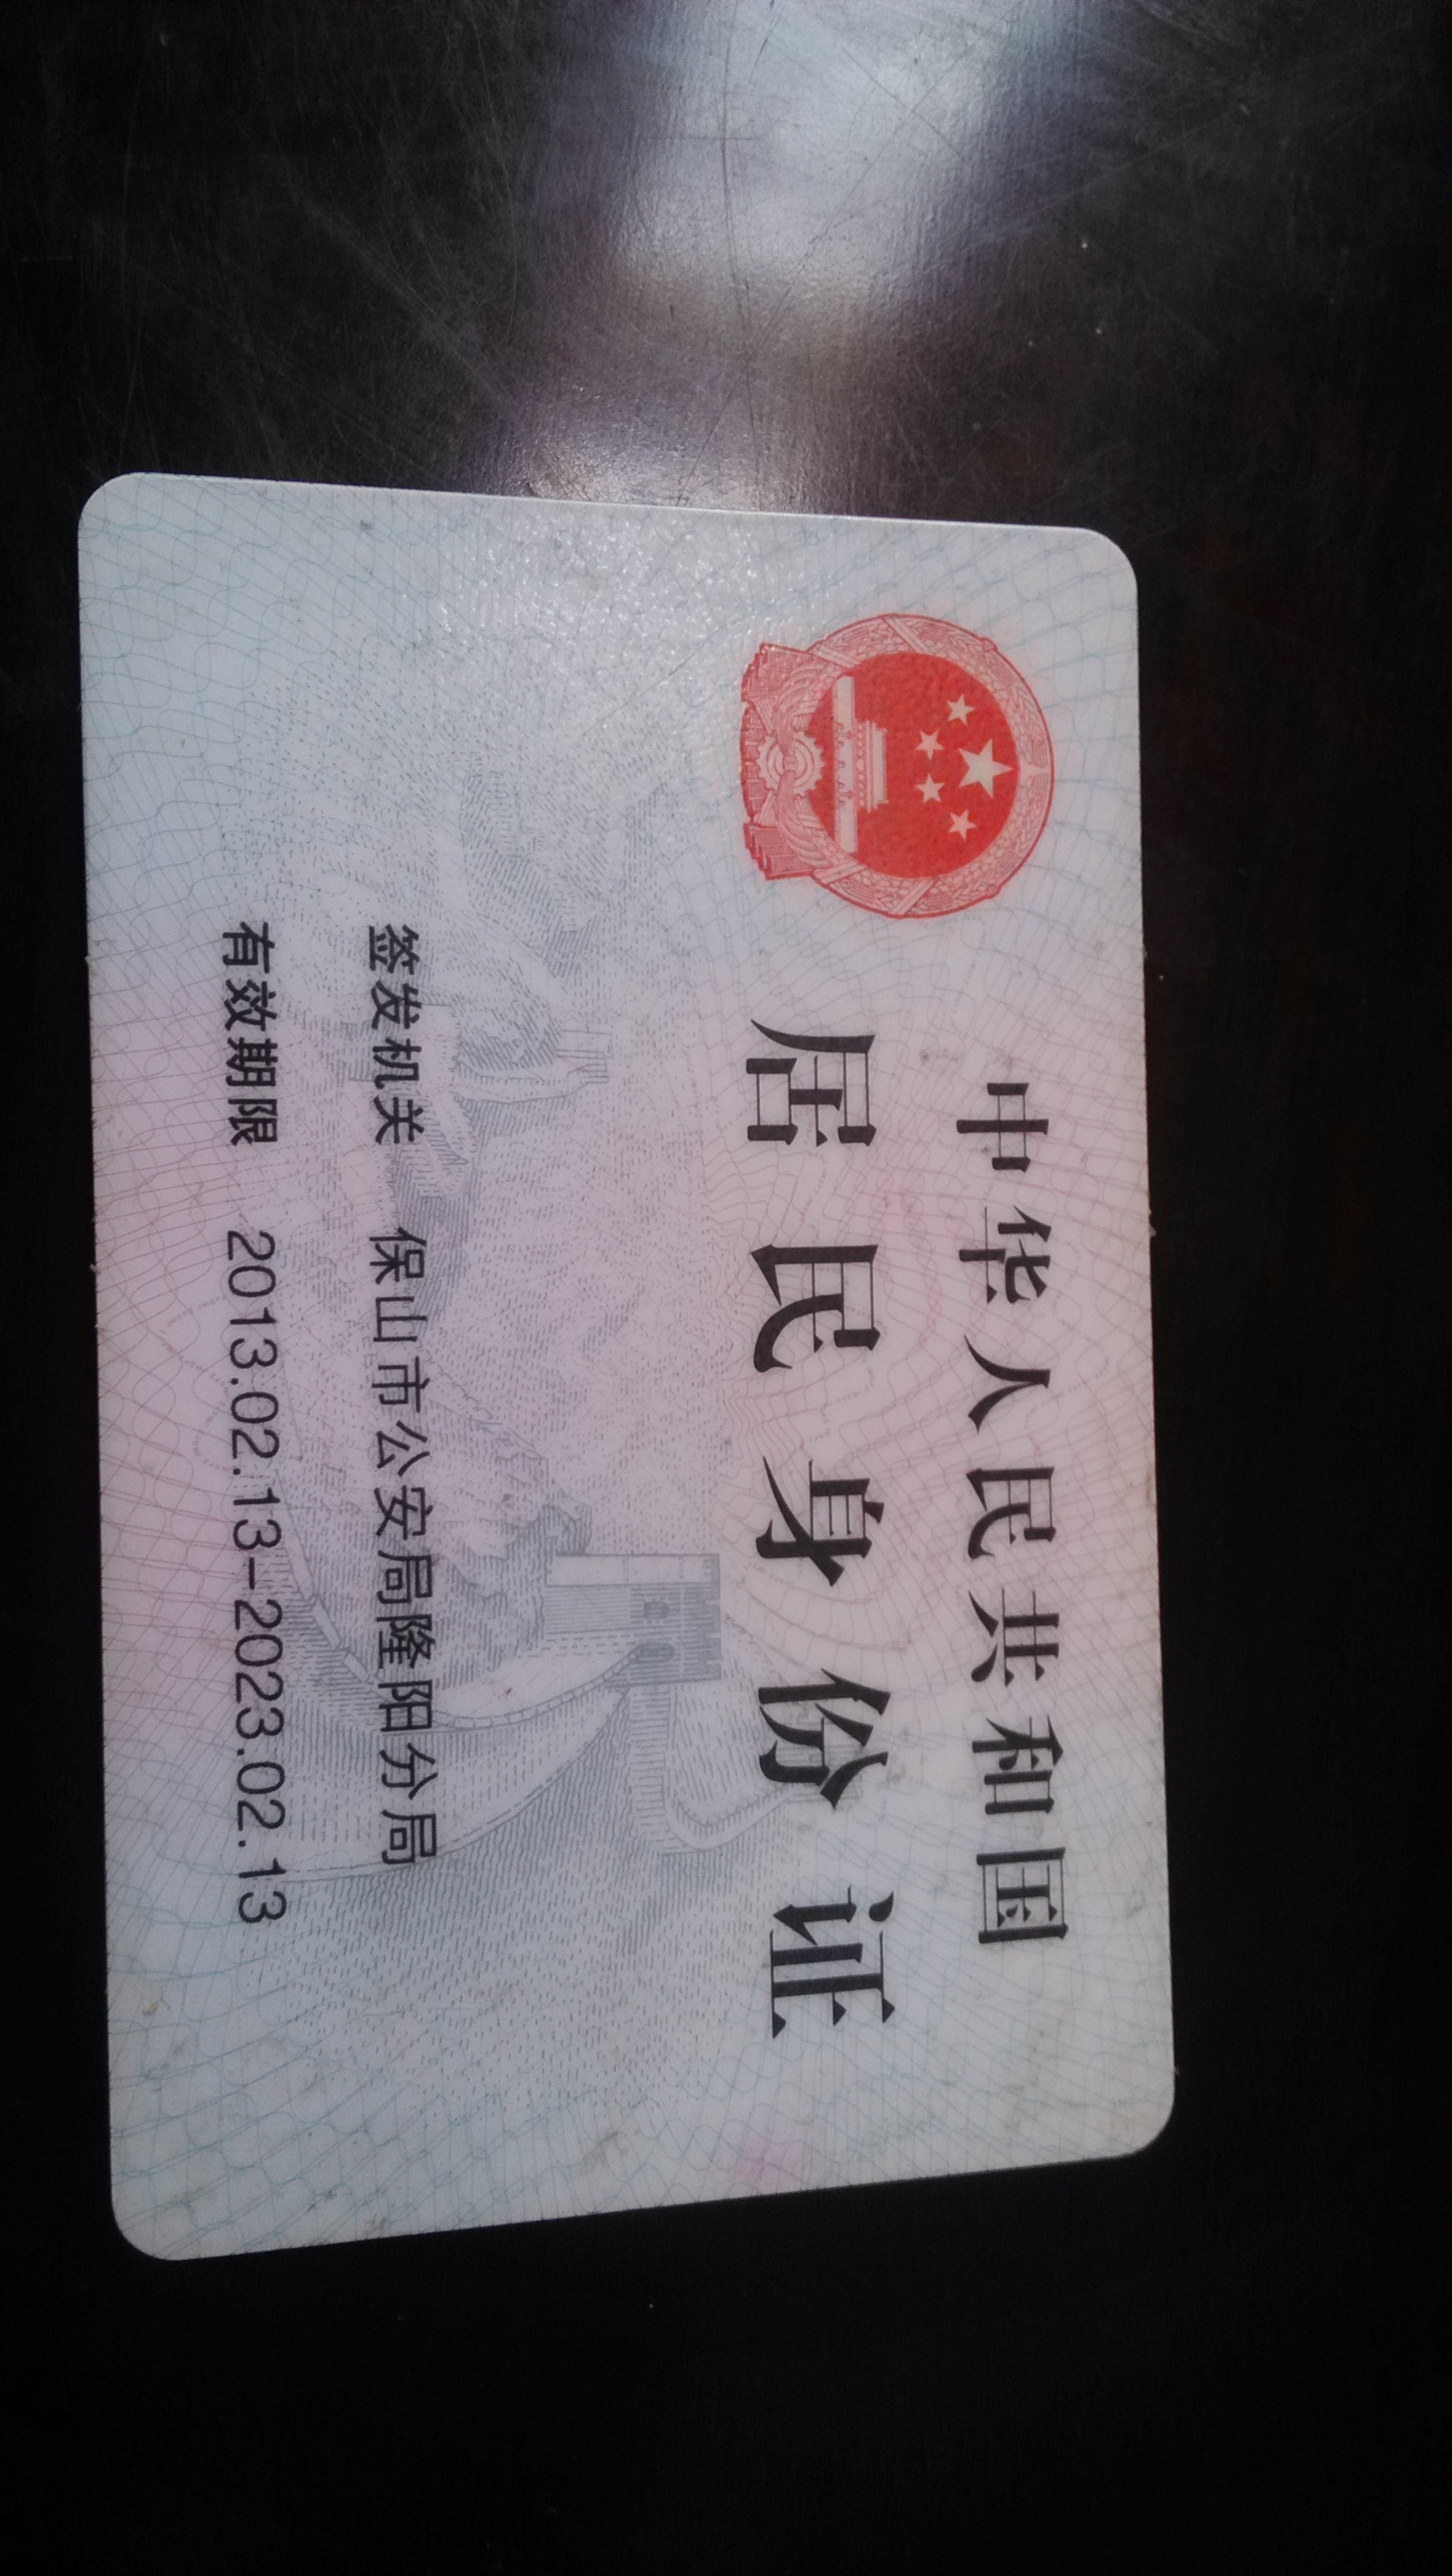 中华人民共和国
居民身份证
签发机关 保山市公安局隆阳分局
有效期限 2013.02.13-2023.02.13